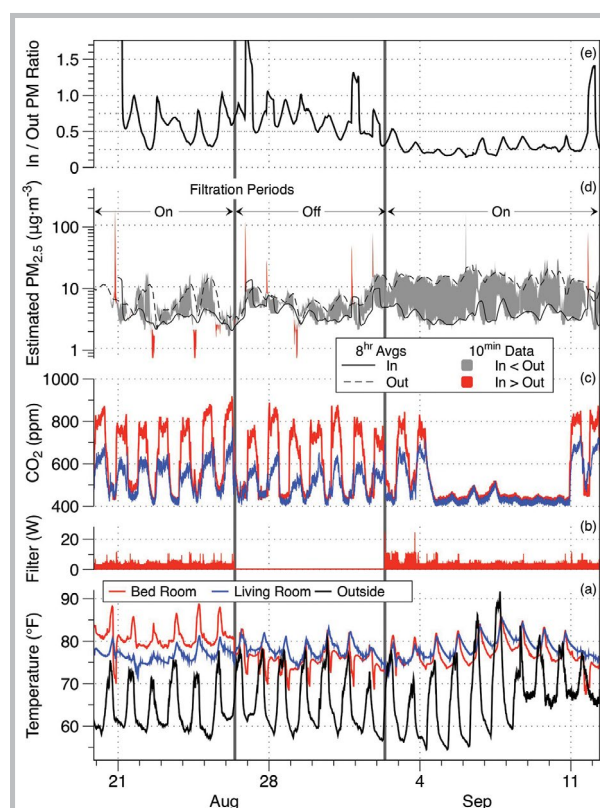 (e)
1.5
1.0
0.5
0
In / Out PM Ratio
(d)
Filtration Periods
On
Off
On
100
10
1
Estimated PM2.5 (µg·m-3)
8hr Avgs
In
Out
10min Data
In < Out
In > Out
(c)
1000
800
600
400
CO2 (ppm)
(b)
20
0
Filter (W)
Bed Room
Living Room
Outside
(a)
90
80
70
60
Temperature (°F)
21
28
4
11
Aug
Sep